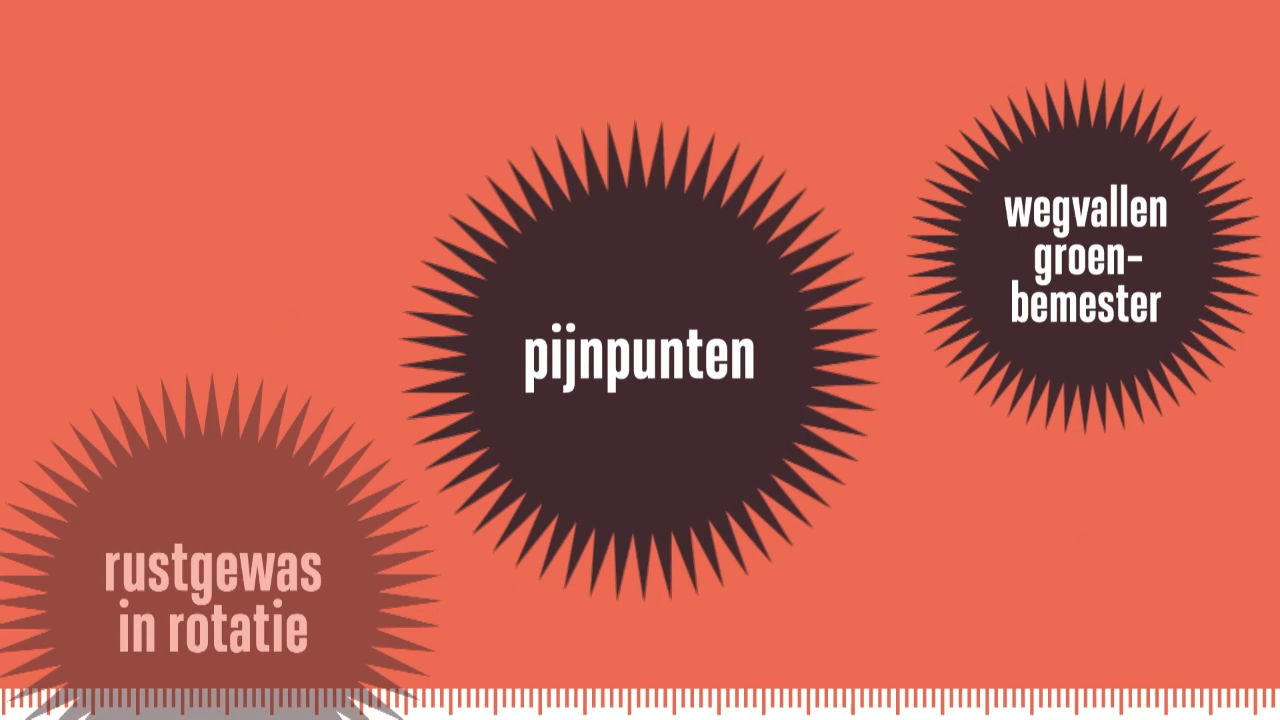 pijnpunten
wegvallen
groen-
bemester
rustgewas
in rotatie